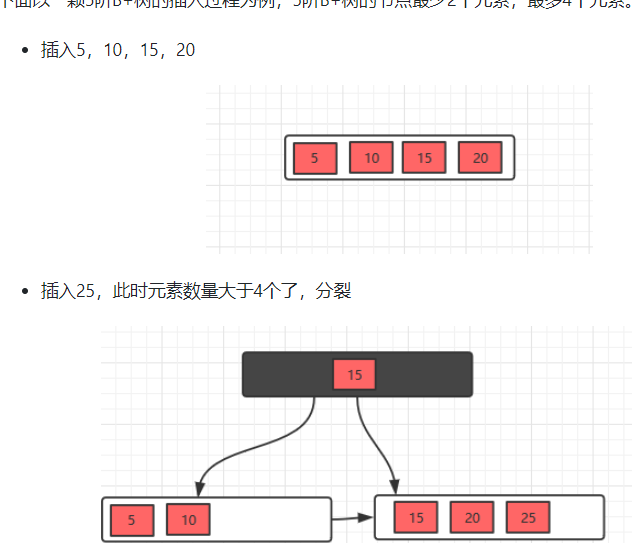 下面以一颗5阶B+树的插入过程为例，5阶B+树的节点最少2个元素，最多4个元素。
插入5，10，15，20
5 10 15 20
插入25，此时元素数量大于4个了，分裂
15
5 10 15 20 25